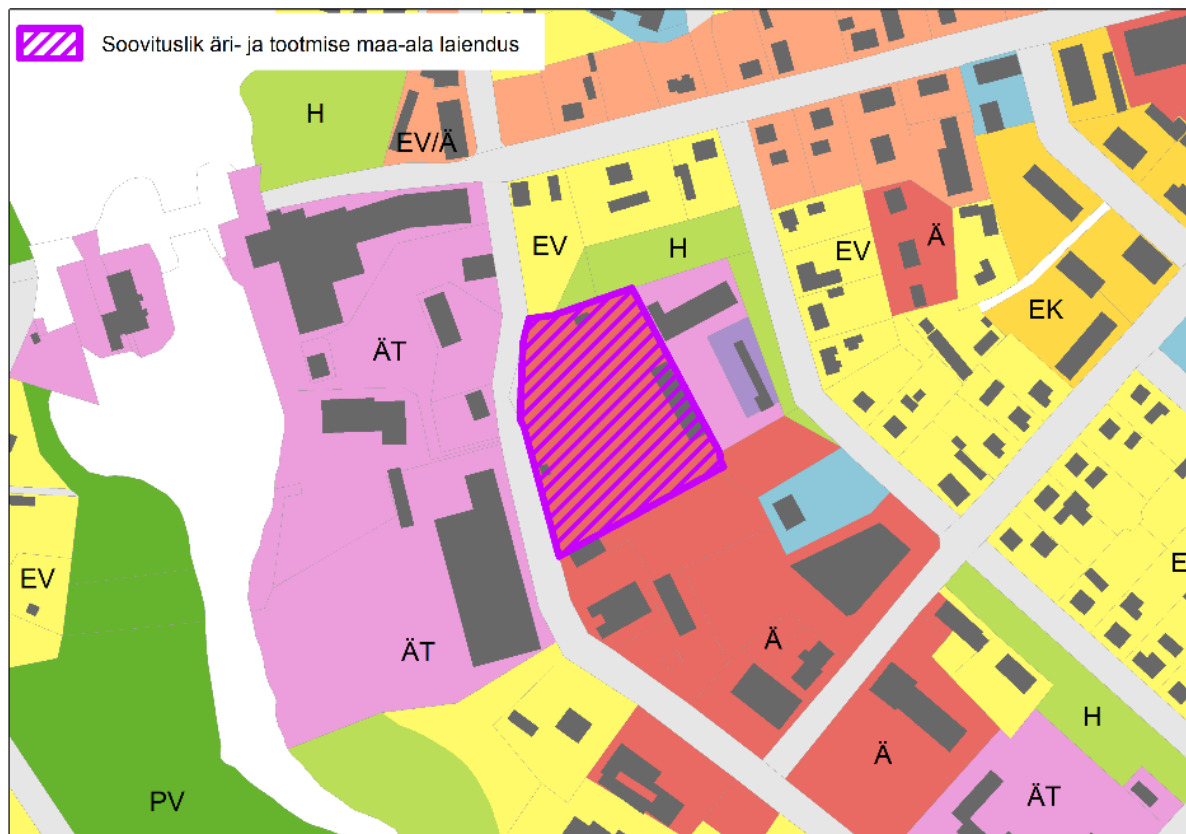 Soovituslik äri- ja tootmise maa-ala laiendus
H
EV/Ä
EV
H
EV
Ä
EK
ÄT
EV
E
ÄT
Ä
H
Ä
ÄT
PV